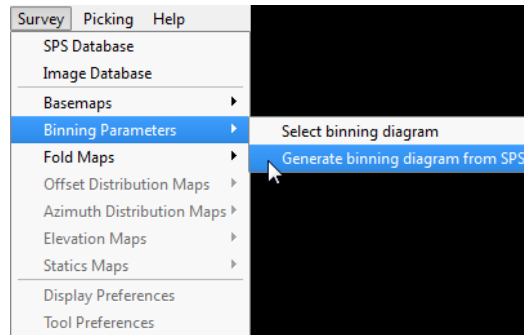 Survey Picking Help
SPS Database
Image Database
Basemaps
Binning Parameters
Select binning diagram
Fold Maps
Generate binning diagram from SPS
Offset Distribution Maps
Azimuth Distribution Maps
Elevation Maps
Statics Maps
Display Preferences
Tool Preferences